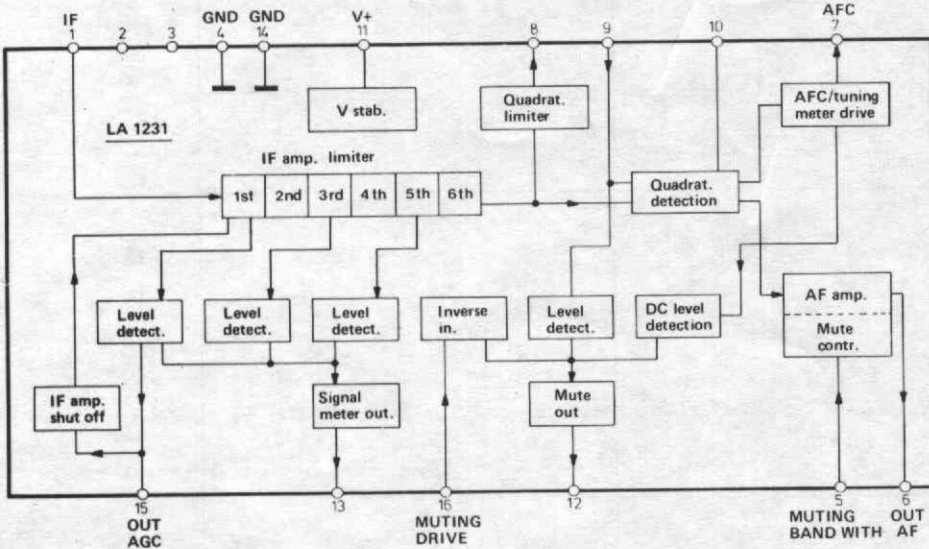 IF
GND
GND
V+
AFC
1
2
3
4
14
11
8
9
10
7
LA 1231
V stab.
Quadrat.
limiter
AFC/tuning
meter drive
IF amp. limiter
1st
2nd
3rd
4th
5th
6th
Quadrat.
detection
Level
detect.
Level
detect.
Level
detect.
Inverse
in.
Level
detect.
DC level
detection
AF amp.
Mute
contr.
IF amp.
shut off
Signal
meter out.
Mute
out
15
13
16
12
5
6
OUT
AGC
MUTING
DRIVE
MUTING
BAND WITH
OUT
AF